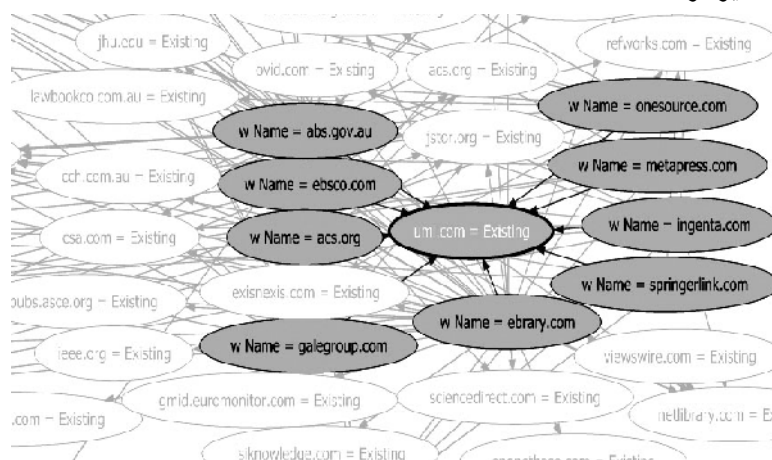 jhu.edu = Existing
refworks.com = Existing
ovid.com = Existing
acs.org = Existing
lawbookco.com.au = Existing
w Name = onesource.com
w Name = abs.gov.au
jstor.org = Existing
w Name = metapress.com
cch.com.au = Existing
w Name = ebsco.com
umi.com = Existing
w Name = ingenta.com
csa.com = Existing
w Name = acs.org
w Name = springerlink.com
pubs.asce.org = Existing
exisnexis.com = Existing
w Name = ebrary.com
ieee.org = Existing
w Name = galegroup.com
viewswire.com = Existing
gmid.euromonitor.com = Existing
sciencedirect.com = Existing
netlibrary.com = E
.com = Existing
siknowledge.com = Existing